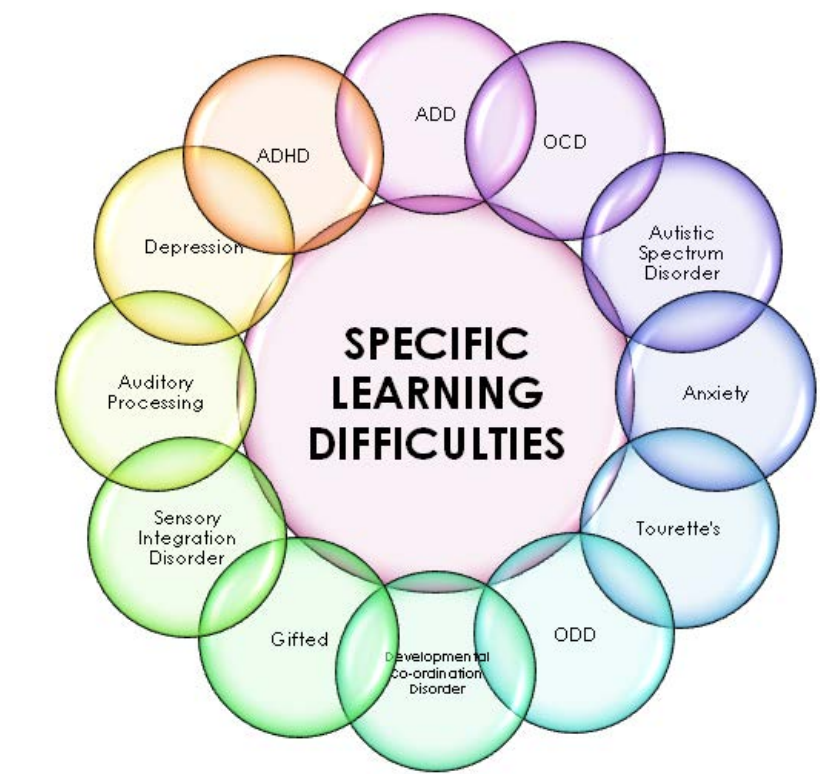 SPECIFIC
LEARNING
DIFFICULTIES
ADD
OCD
Autistic
Spectrum
Disorder
Anxiety
Tourette's
ODD
Developmental
Co-ordination
Disorder
Gifted
Sensory
Integration
Disorder
Auditory
Processing
Depression
ADHD